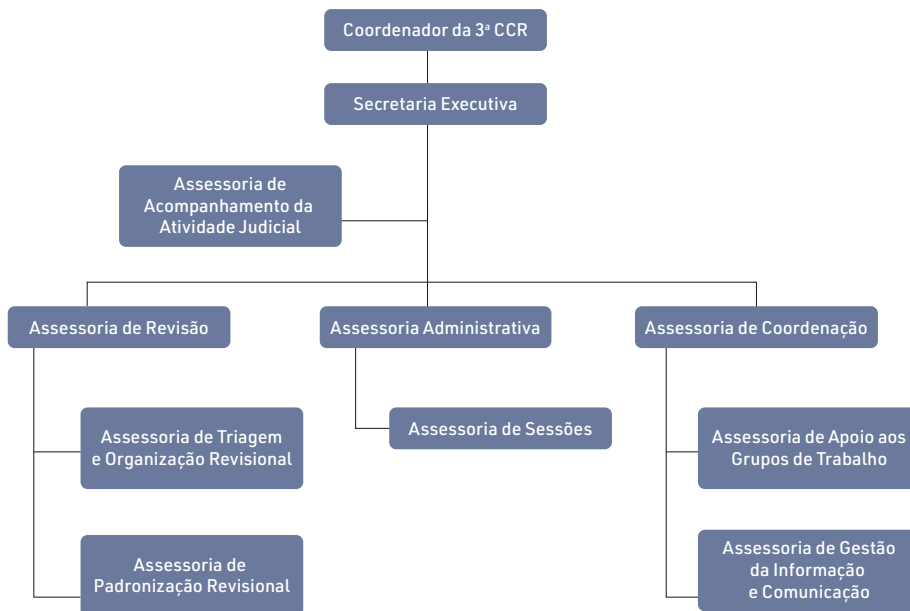 Coordenador da 3ª CCR
Secretaria Executiva
Assessoria de
Acompanhamento da
Atividade Judicial
Assessoria de Revisão
Assessoria Administrativa
Assessoria de Coordenação
Assessoria de Triagem
e Organização Revisional
Assessoria de Sessões
Assessoria de Apoio aos
Grupos de Trabalho
Assessoria de
Padronização Revisional
Assessoria de Gestão
da Informação
e Comunicação